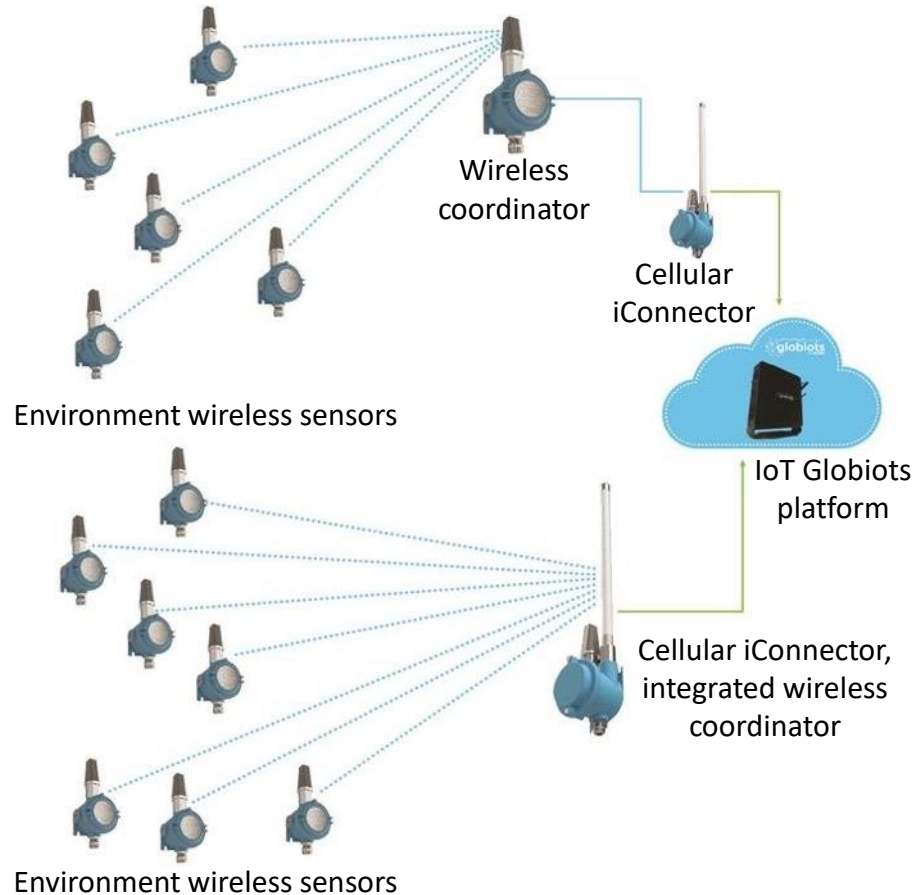 Wireless
coordinator
Cellular
iConnector
globiots
Environment wireless sensors
IoT Globiots
platform
Cellular iConnector,
integrated wireless
coordinator
Environment wireless sensors